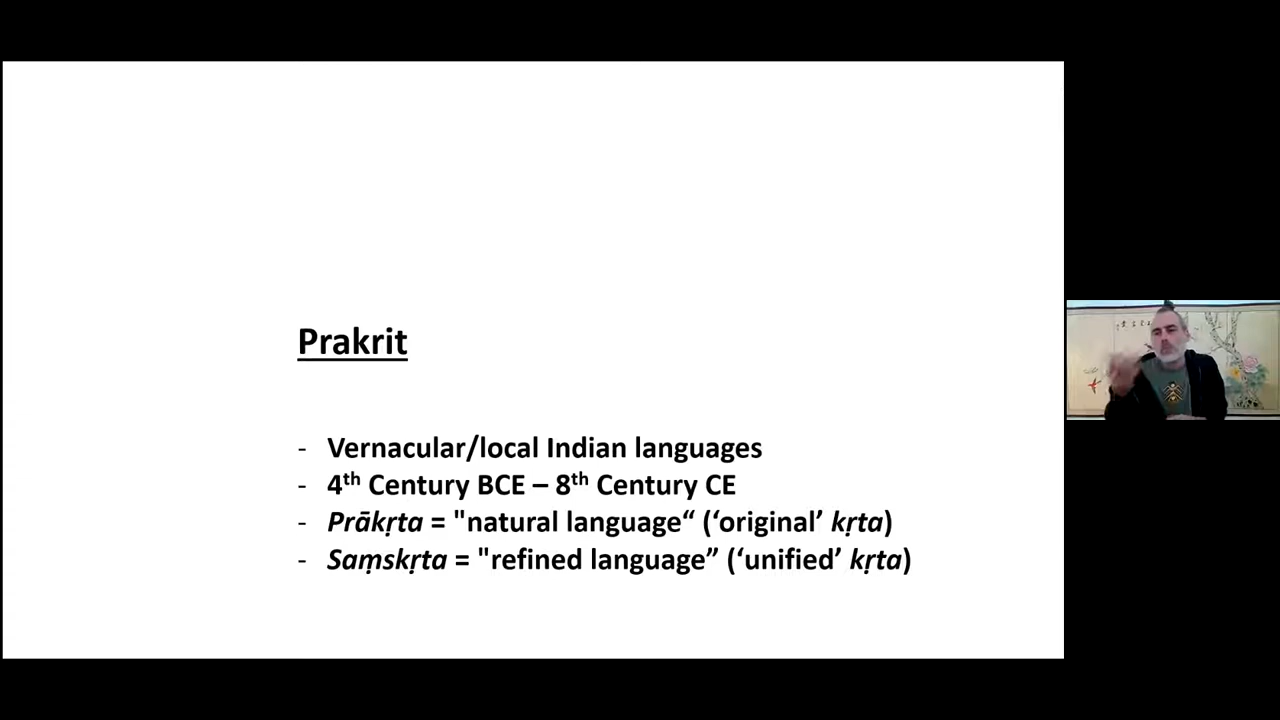 Prakrit
- Vernacular/local Indian languages
- 4th Century BCE – 8th Century CE
- Prākṛta = "natural language“ (‘original’ kṛta)
- Saṃskṛta = "refined language” (‘unified’ kṛta)